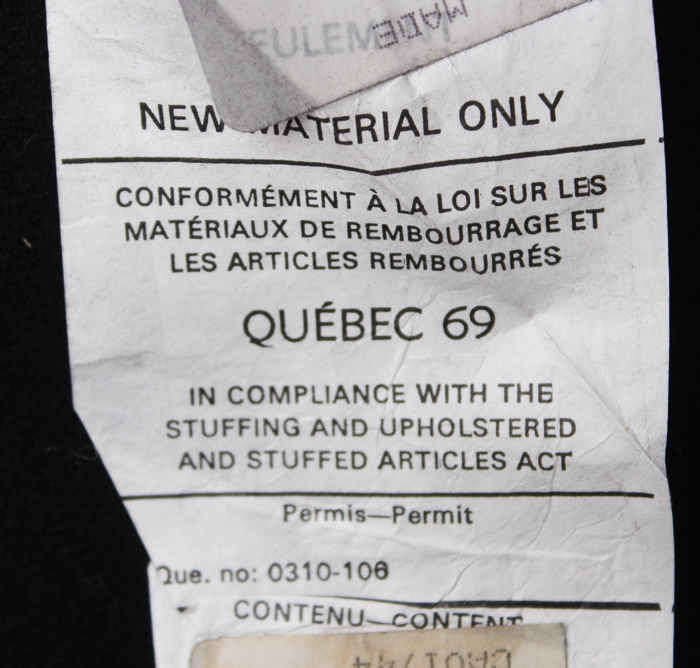 MADE
NEW MATERIAL ONLY
CONFORMÉMENT À LA LOI SUR LES
MATÉRIAUX DE REMBOURRAGE ET
LES ARTICLES REMBOURRÉS
QUÉBEC 69
IN COMPLIANCE WITH THE
STUFFING AND UPHOLSTERED
AND STUFFED ARTICLES ACT
Permis—Permit
Que. no: 0310-106
CONTENU—CONTENT